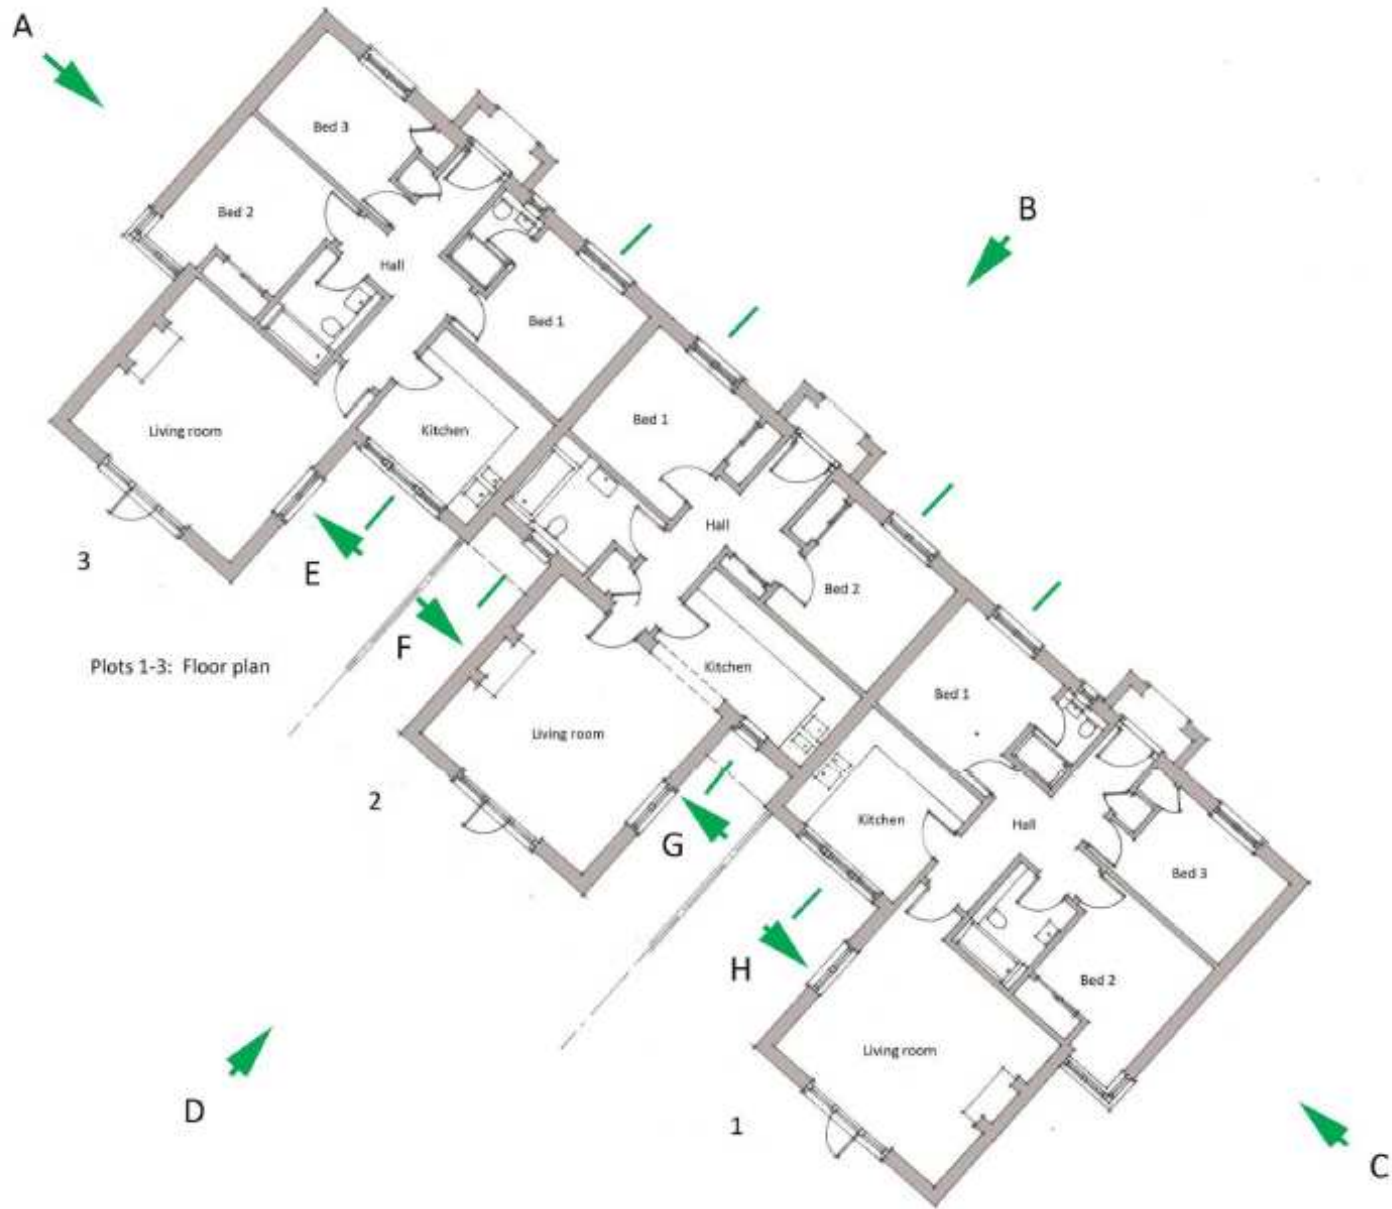 A
Bed 3
B
Bed 2
Hall
Bed 1
Bed 1
Living room
Kitchen
Hall
3
E
Bed 2
F
Plots 1-3: Floor plan
Kitchen
Bed 1
Living room
2
Kitchen
Hall
G
Bed 3
H
Bed 2
Living room
D
1
C